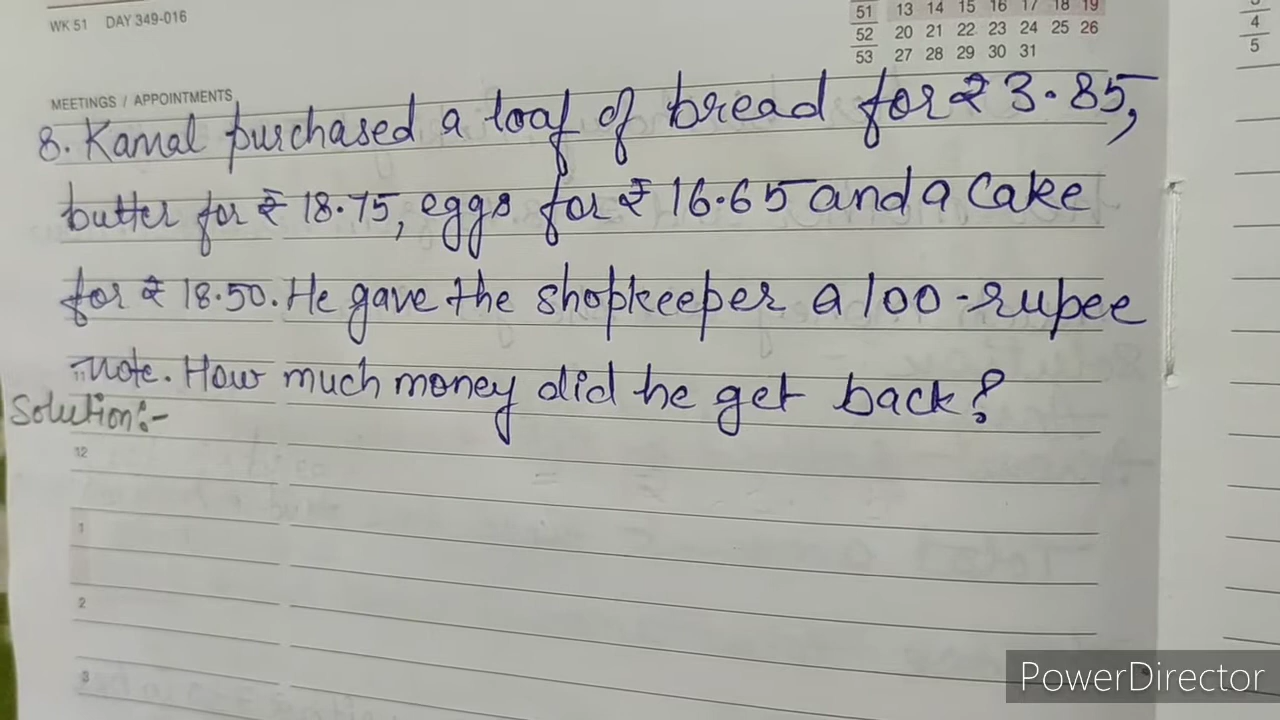 WK 51 DAY 349-016
51 13 14 15 16 17 18 19
52 20 21 22 23 24 25 26
53 27 28 29 30 31
4
5
MEETINGS / APPOINTMENTS
8. Kamal purchased a loaf of bread for ₹ 3.85,
butter for ₹ 18.75, eggs for ₹ 16.65 and a cake
for ₹ 18.50. He gave the shopkeeper a 100-rupee
note. How much money did he get back?
Solution:-
12
1
2
3
PowerDirector